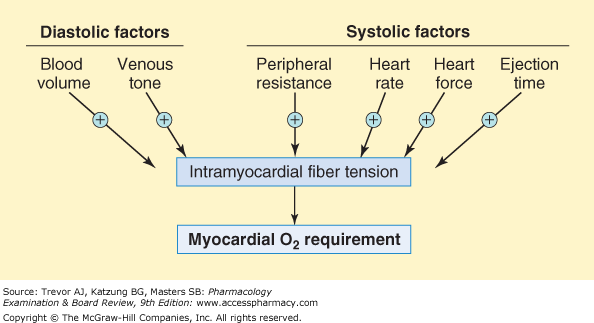 Diastolic factors
Systolic factors
Blood volume
Venous tone
Peripheral resistance
Heart rate
Heart force
Ejection time
+ + + + + +
Intramyocardial fiber tension
Myocardial O₂ requirement
Source: Trevor AJ, Katzung BG, Masters SB: Pharmacology
Examination & Board Review, 9th Edition: www.accesspharmacy.com
Copyright © The McGraw-Hill Companies, Inc. All rights reserved.